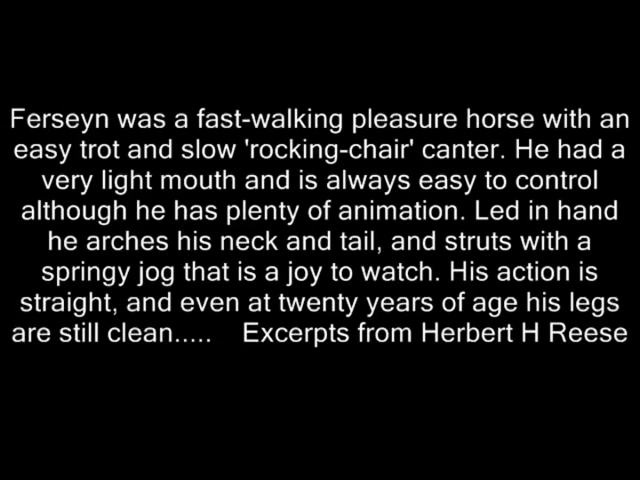 Ferseyn was a fast-walking pleasure horse with an
easy trot and slow 'rocking-chair' canter. He had a
very light mouth and is always easy to control
although he has plenty of animation. Led in hand
he arches his neck and tail, and struts with a
springy jog that is a joy to watch. His action is
straight, and even at twenty years of age his legs
are still clean..... Excerpts from Herbert H Reese